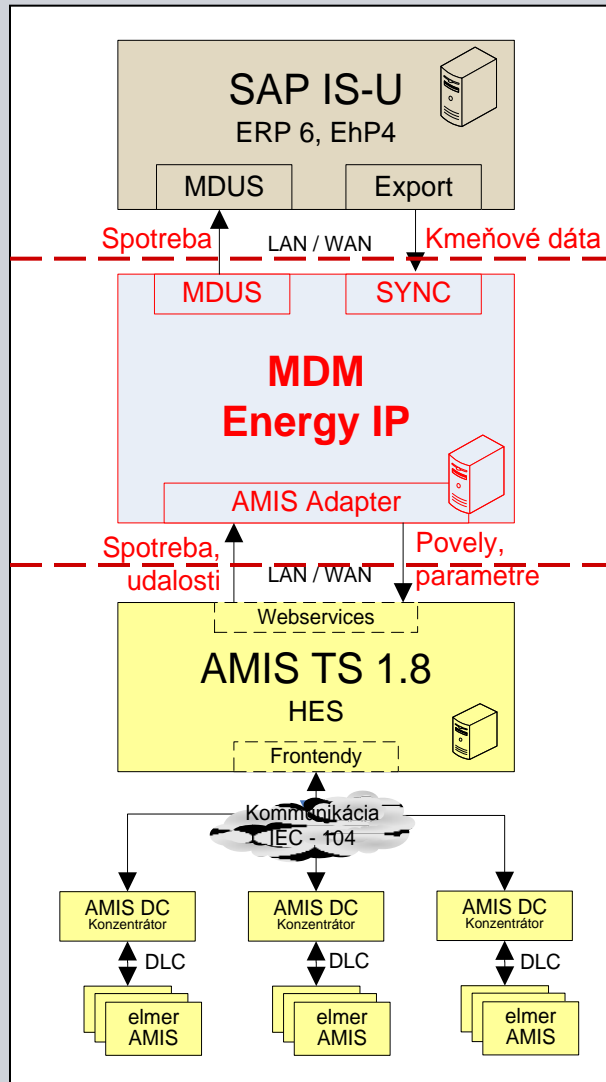 SAP IS-U
ERP 6, EhP4
MDUS
Export
Spotreba
LAN / WAN
Kmeňové dáta
MDUS
SYNC
MDM
Energy IP
AMIS Adapter
Spotreba,
udalosti
LAN / WAN
Povely,
parametre
Webservices
AMIS TS 1.8
HES
Frontendy
Kommunikácia
IEC - 104
AMIS DC
Konzentrátor
AMIS DC
Konzentrátor
AMIS DC
Konzentrátor
DLC
DLC
DLC
elmer
AMIS
elmer
AMIS
elmer
AMIS